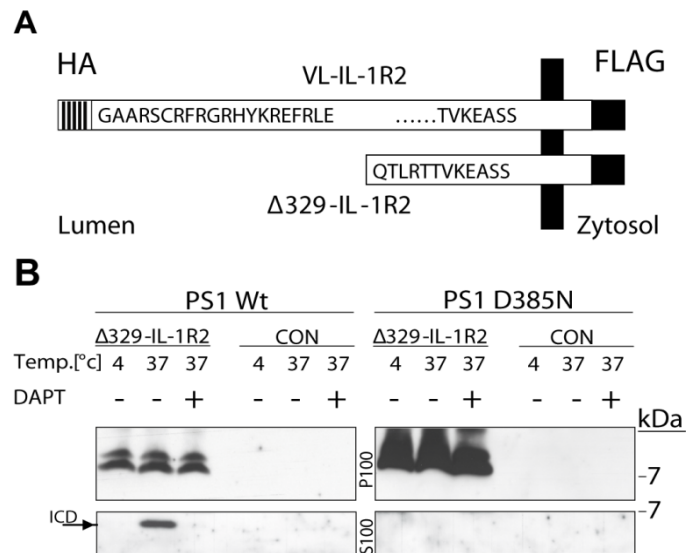 A
HA VL-IL-1R2 FLAG
GAARSCRFRGRHYKREFRLE ......TVKEASS
QTLRTTVKEASS
Δ329-IL-1R2
Lumen Zytosol
B
PS1 Wt PS1 D385N
Δ329-IL-1R2 CON Δ329-IL-1R2 CON
Temp.[°c] 4 37 37 4 37 37 4 37 37 4 37 37
DAPT - - + - - + - - + - - +
kDa
P100
-7
-7
ICD
S100